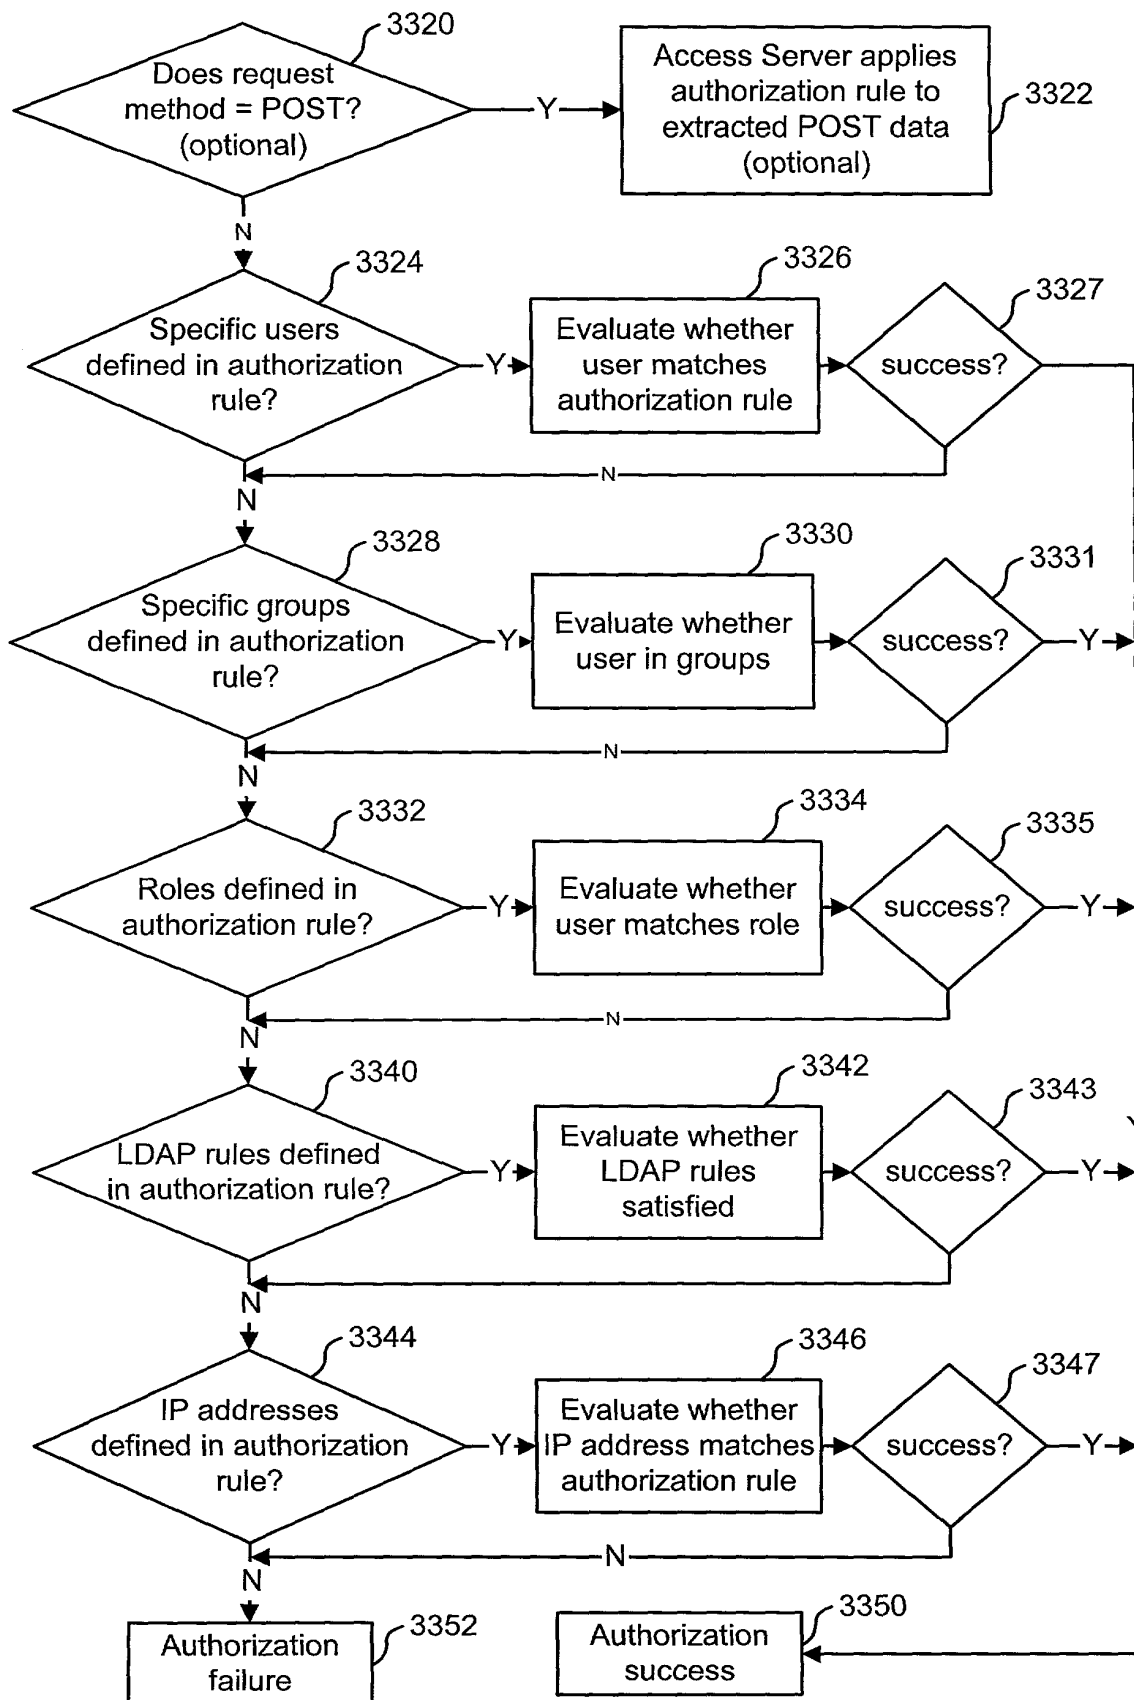 3320
Does request
method = POST?
(optional)
Y
Access Server applies
authorization rule to
extracted POST data
(optional)
3322
N
3324
Specific users
defined in authorization
rule?
Y
3326
Evaluate whether
user matches
authorization rule
3327
success?
N
N
3328
Specific groups
defined in authorization
rule?
Y
3330
Evaluate whether
user in groups
3331
success?
Y
N
N
3332
Roles defined in
authorization rule?
Y
3334
Evaluate whether
user matches role
3335
success?
Y
N
N
3340
LDAP rules defined
in authorization rule?
Y
3342
Evaluate whether
LDAP rules
satisfied
3343
success?
Y
N
3344
IP addresses
defined in authorization
rule?
Y
3346
Evaluate whether
IP address matches
authorization rule
3347
success?
Y
N
N
3352
Authorization
failure
3350
Authorization
success